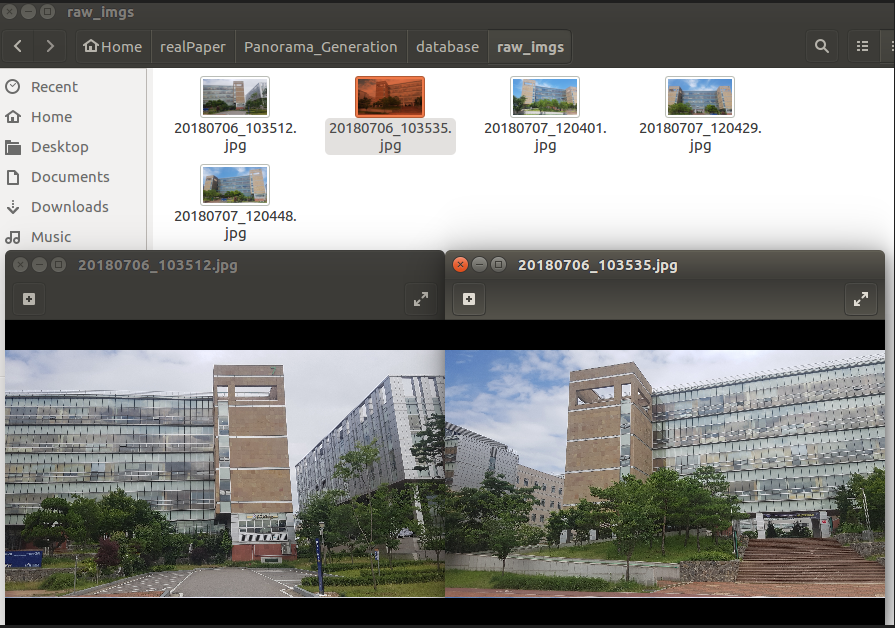 raw_imgs
Home realPaper Panorama_Generation database raw_imgs
Recent
Home
Desktop
Documents
Downloads
Music
20180706_103512.
jpg
20180706_103535.
jpg
20180707_120401.
jpg
20180707_120429.
jpg
20180707_120448.
jpg
20180706_103512.jpg
20180706_103535.jpg